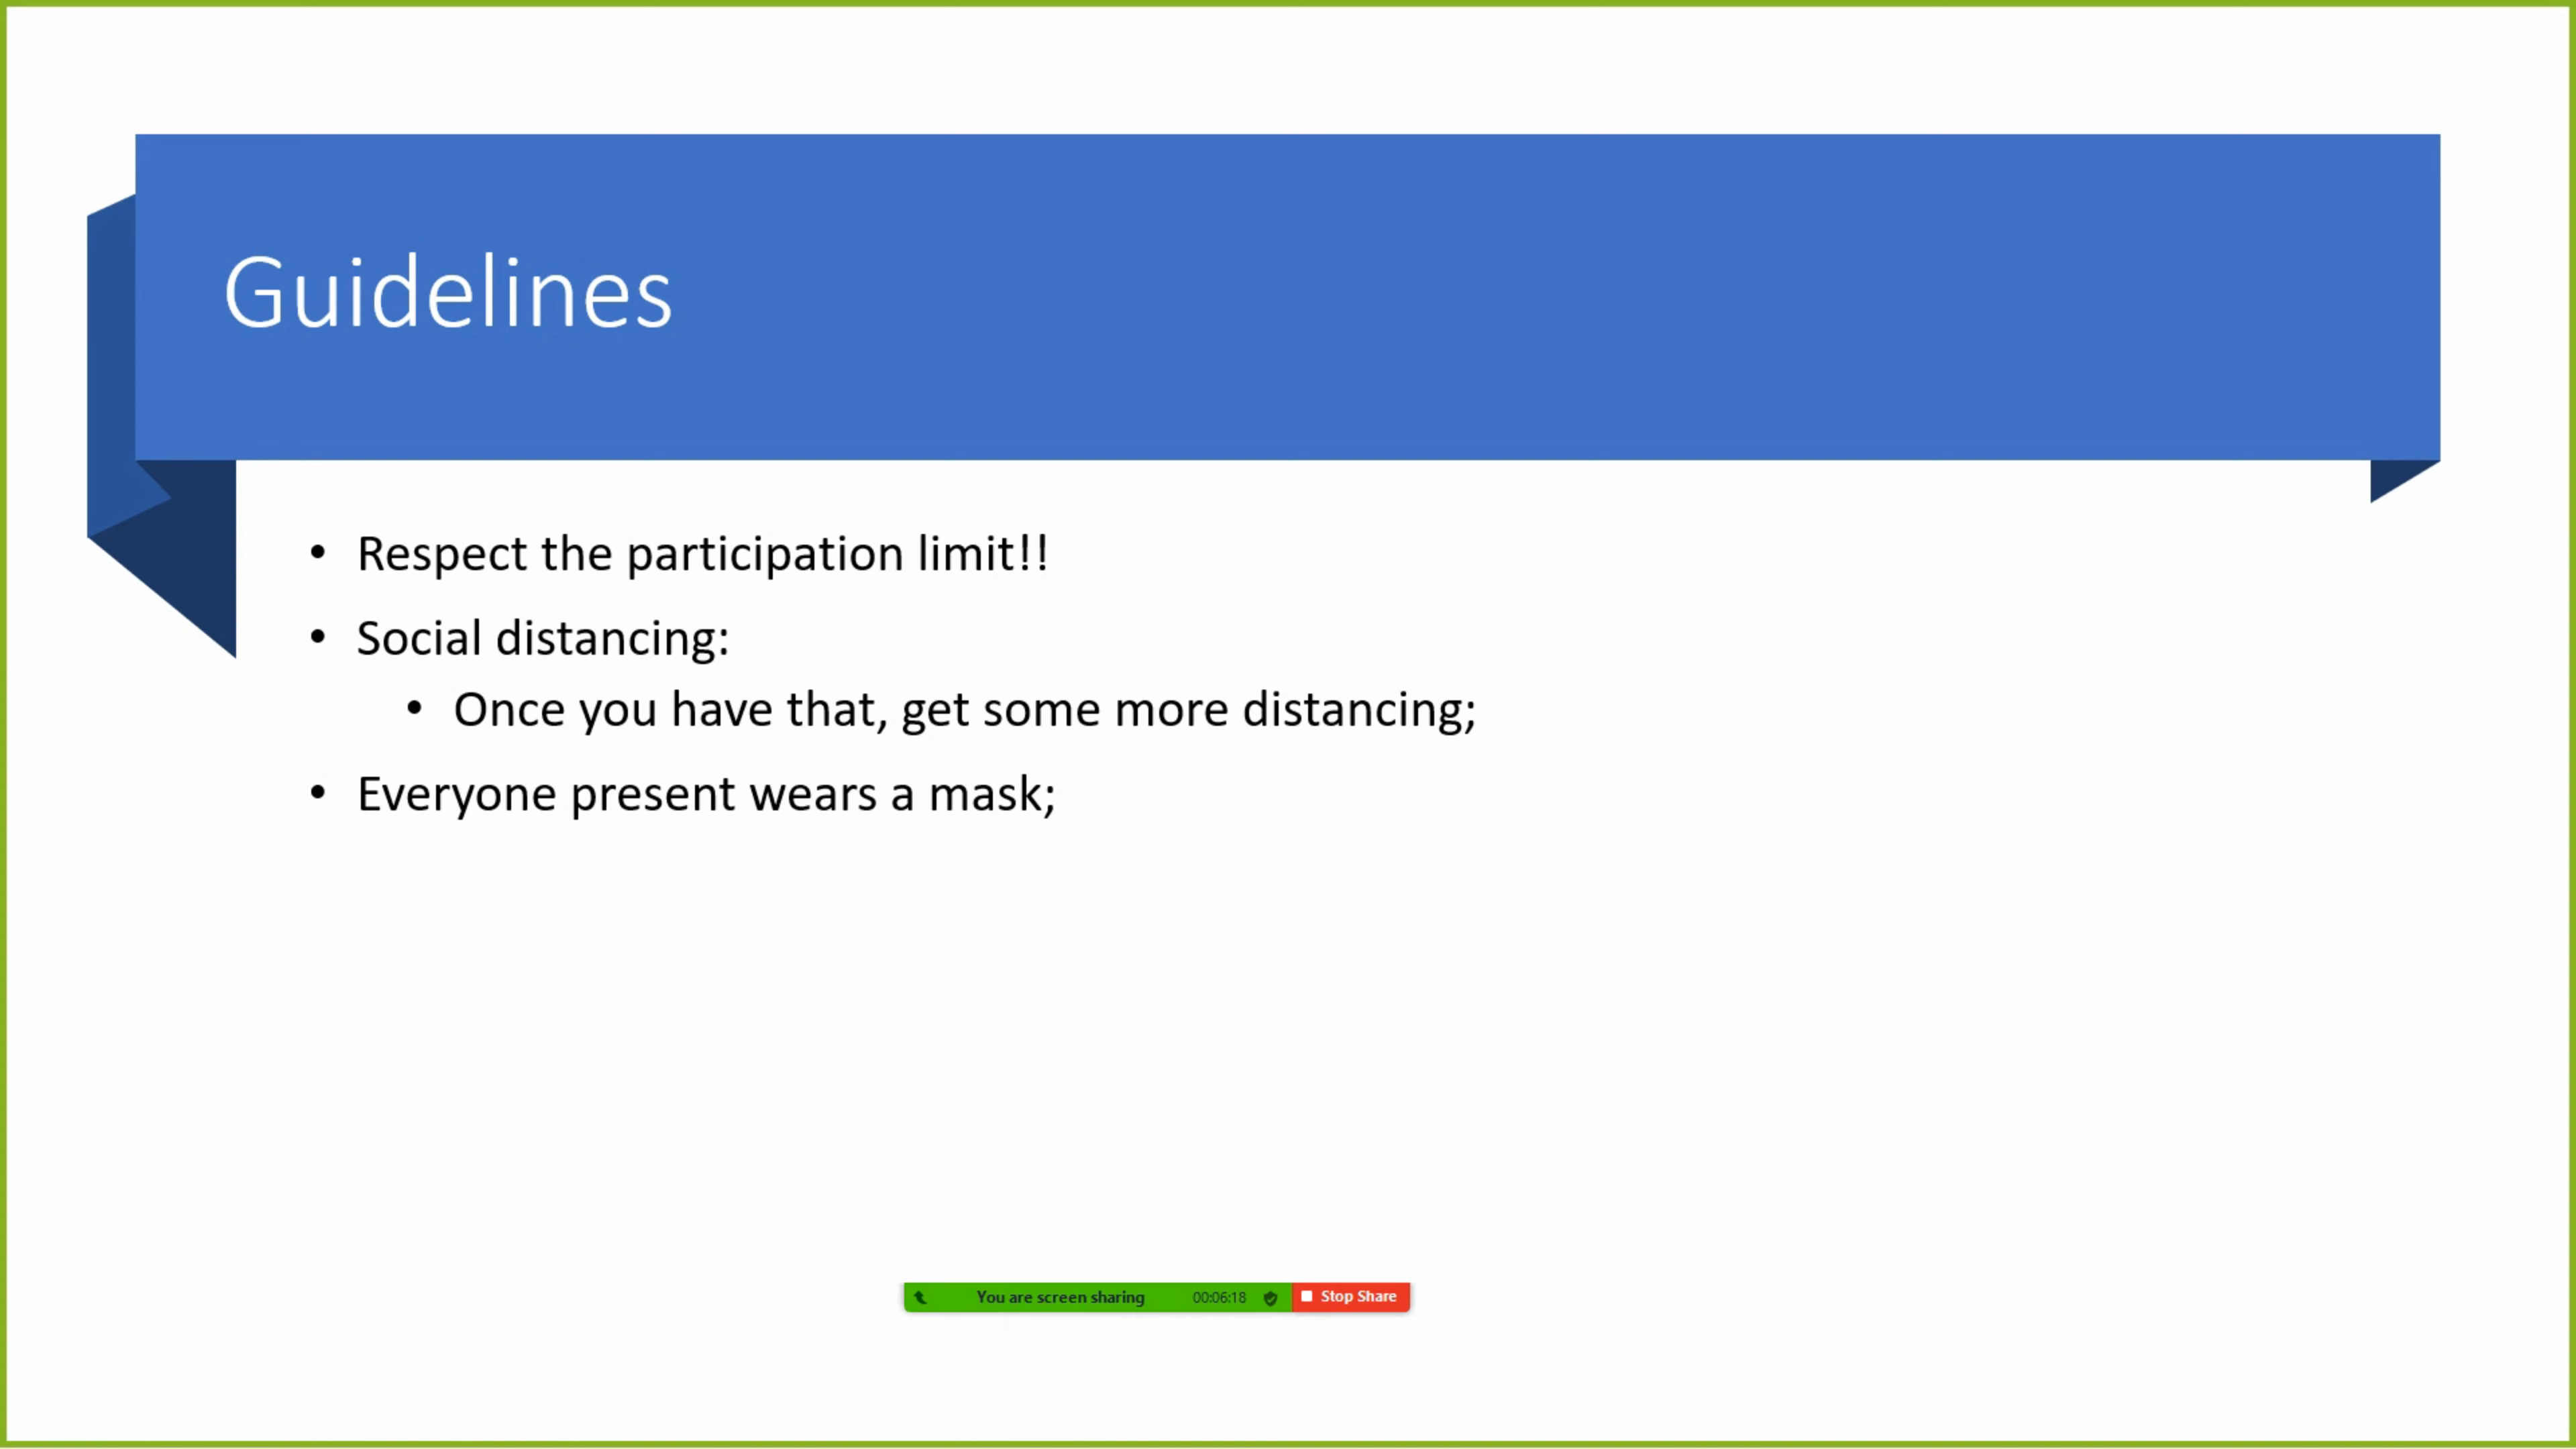 Guidelines
• Respect the participation limit!!
• Social distancing:
• Once you have that, get some more distancing;
• Everyone present wears a mask;
You are screen sharing 00:06:18 Stop Share